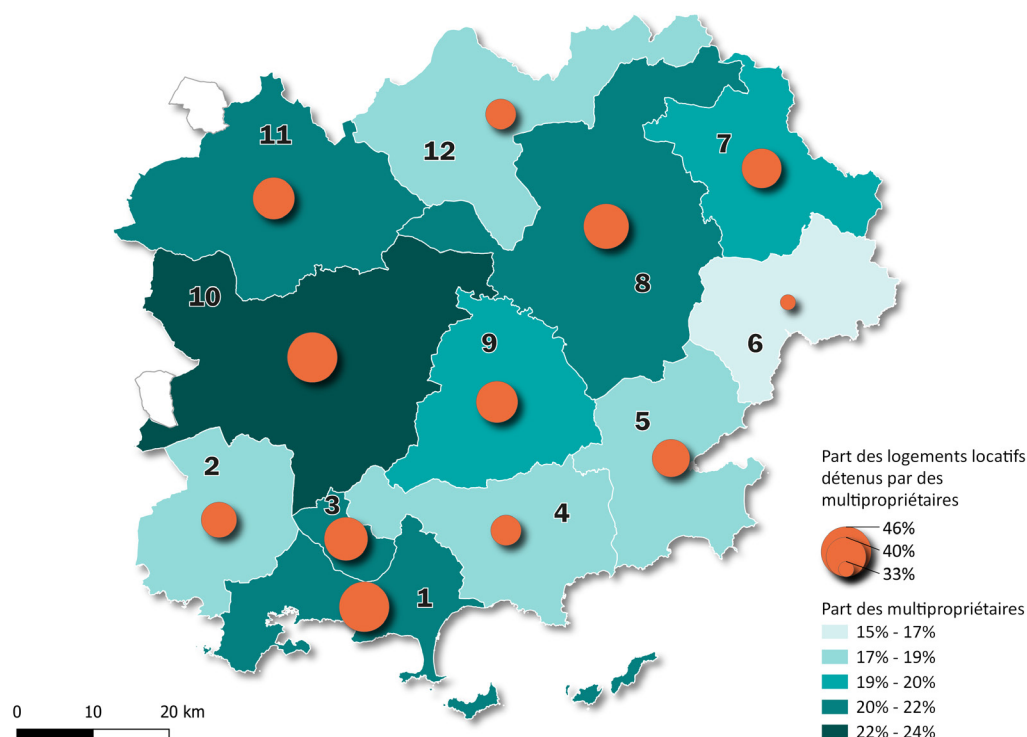 11
12
7
10
8
9
6
5
2
3
4
1
Part des logements locatifs
détenus par des
multipropriétaires
46%
40%
33%
Part des multipropriétaires
15% - 17%
17% - 19%
19% - 20%
20% - 22%
22% - 24%
0 10 20 km